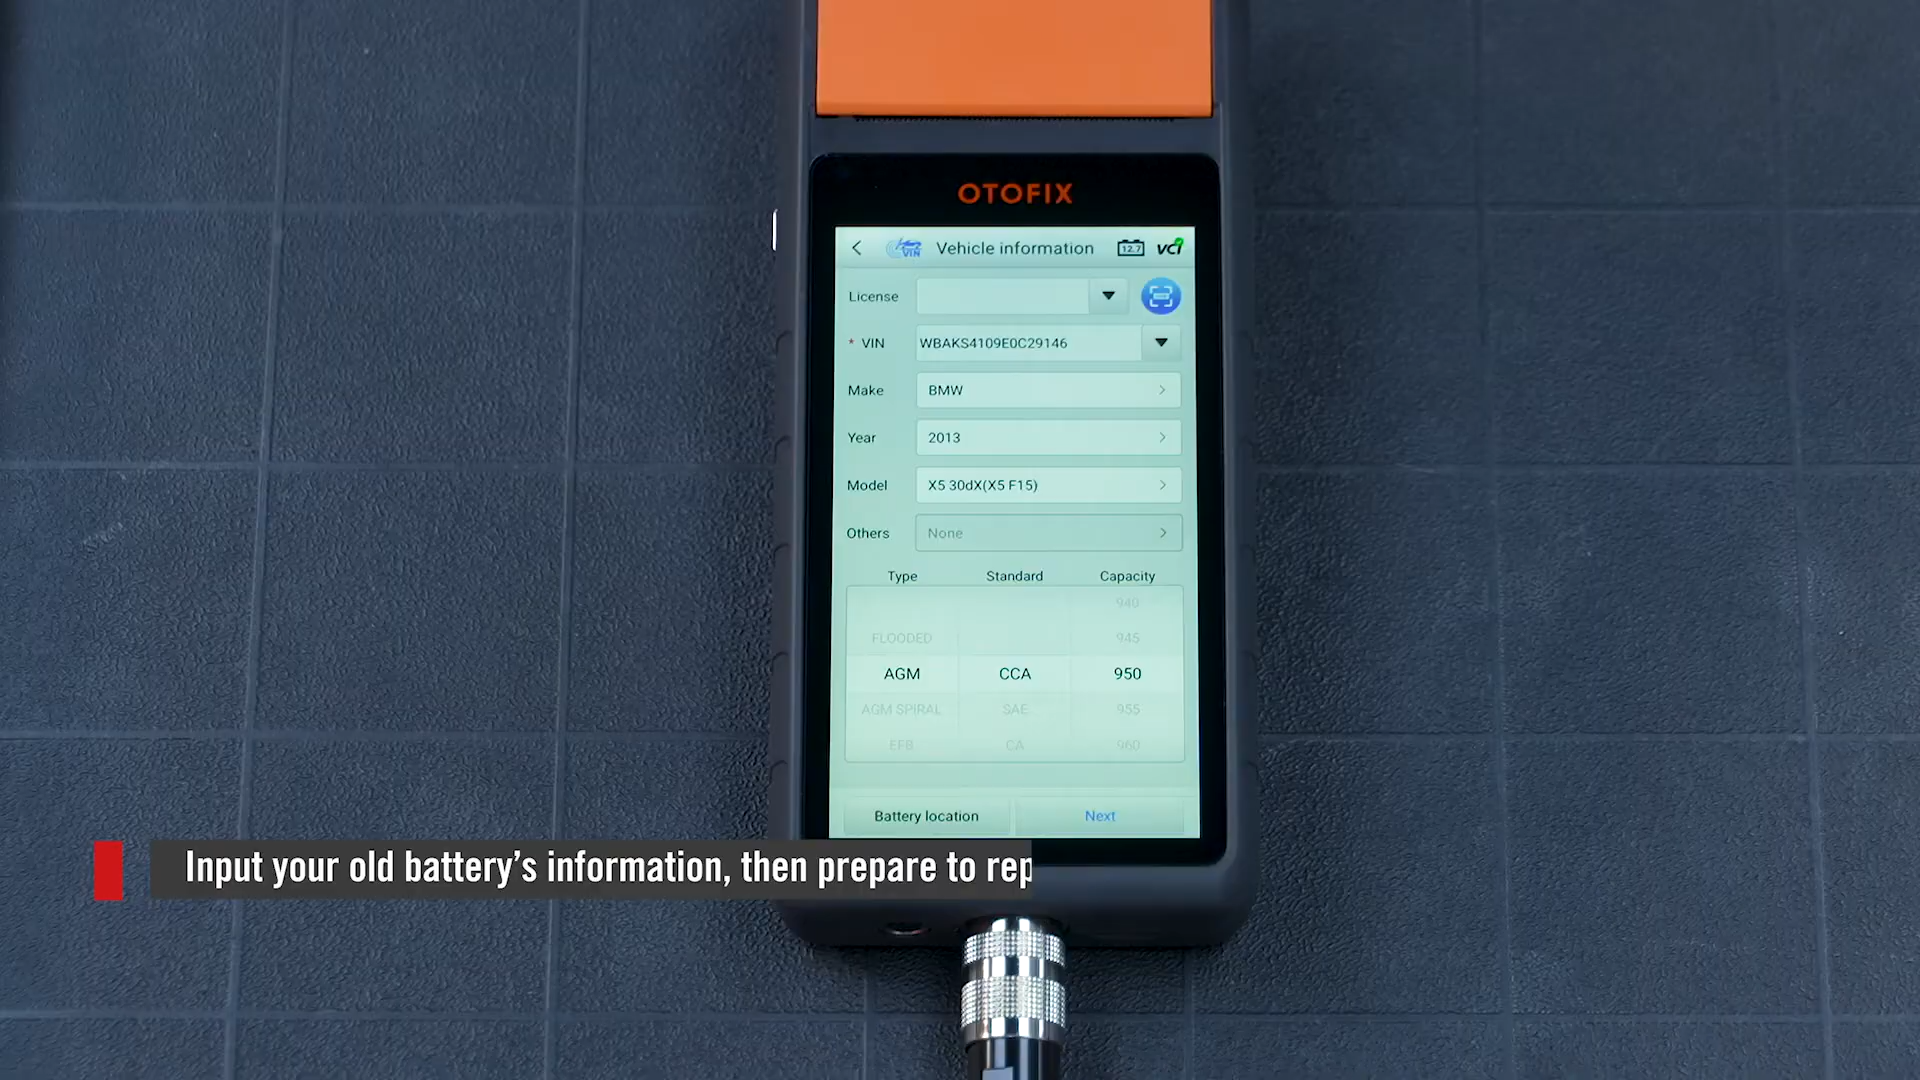 OTOFIX
VIN Vehicle information 12.7 VCI
License
* VIN WBAKS4109E0C29146
Make BMW
Year 2013
Model X5 30dX(X5 F15)
Others None
Type Standard Capacity
940
FLOODED 945
AGM CCA 950
AGM SPIRAL SAE 955
EFB CA 960
Battery location Next
Input your old battery's information, then prepare to rep